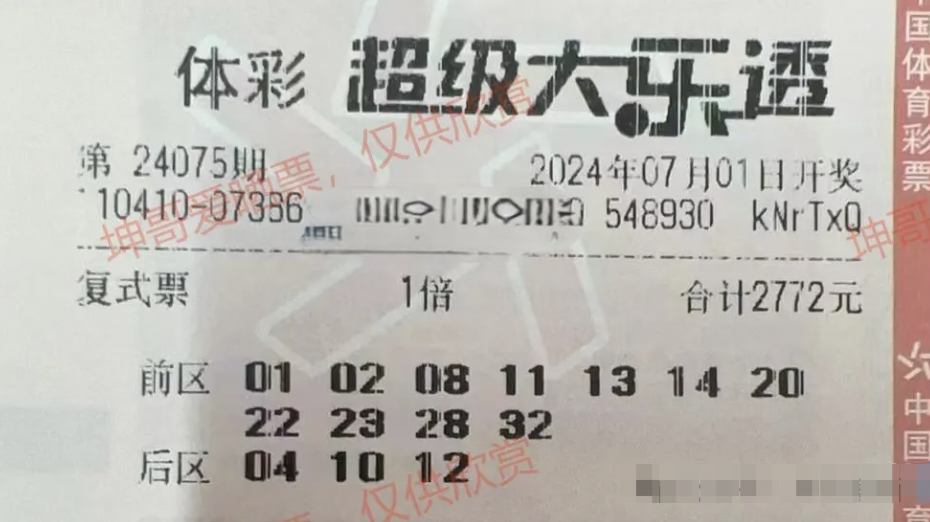 体彩 超级大乐透
第 24075期 2024年07月01日开奖
110410-07386 548930 kNrTxQ
复式票 1倍 合计2772元
前区 01 02 08 11 13 14 20
22 23 28 32
后区 04 10 12
坤哥爱晒票，仅供欣赏
仅供欣赏
坤哥
中国体育彩票
中国